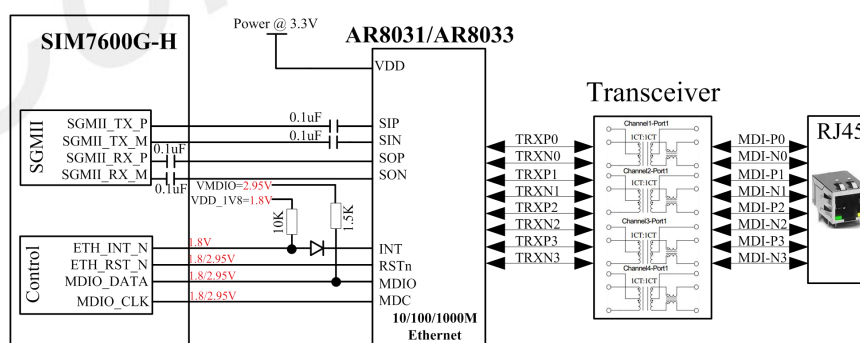 Power @ 3.3V
SIM7600G-H
AR8031/AR8033
VDD
Transceiver
SGMII
SGMII_TX_P
SGMII_TX_M
SGMII_RX_P
SGMII_RX_M
0.1uF
0.1uF
0.1uF
0.1uF
SIP
SIN
SOP
SON
VMDIO=2.95V
VDD_1V8=1.8V
10K
1.5K
Control
ETH_INT_N
ETH_RST_N
MDIO_DATA
MDIO_CLK
1.8V
1.8/2.95V
1.8/2.95V
1.8/2.95V
INT
RSTn
MDIO
MDC
10/100/1000M
Ethernet
TRXP0
TRXN0
TRXP1
TRXN1
TRXP2
TRXN2
TRXP3
TRXN3
Channel1-Port1
1CT:1CT
Channel2-Port1
1CT:1CT
Channel3-Port1
1CT:1CT
Channel4-Port1
1CT:1CT
MDI-P0
MDI-N0
MDI-P1
MDI-N1
MDI-P2
MDI-N2
MDI-P3
MDI-N3
RJ45